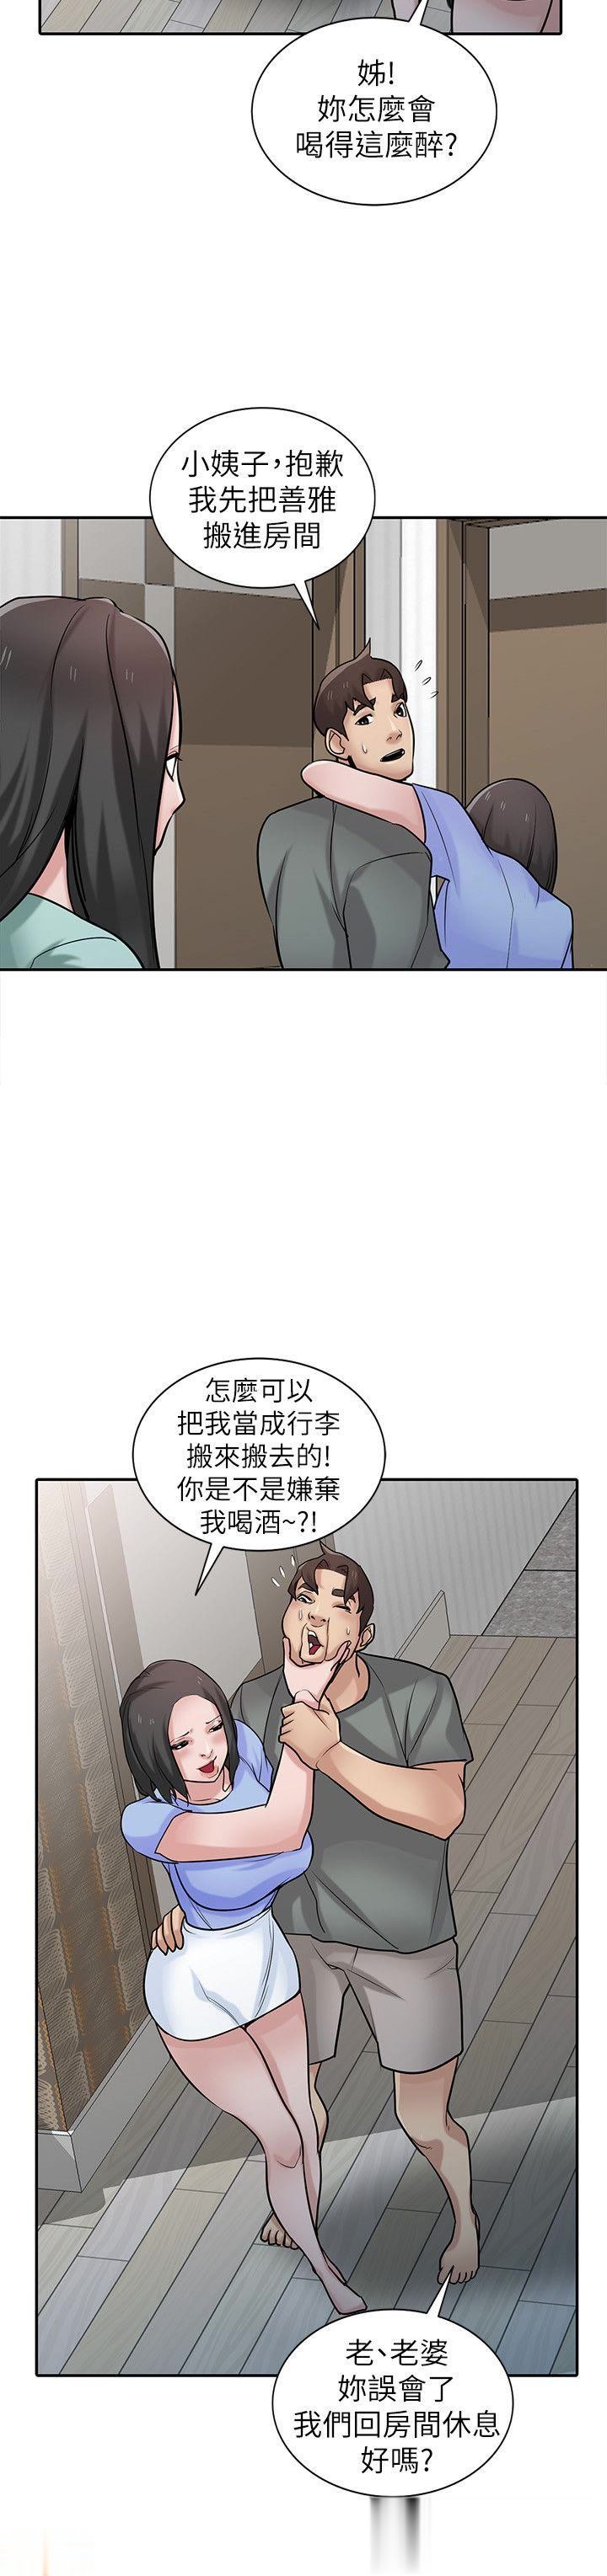 姊!
妳怎麼會
喝得這麼醉?
小姨子,抱歉
我先把善雅
搬進房間
怎麼可以
把我當成行李
搬來搬去的!
你是不是嫌棄
我喝酒~?!
老、老婆
妳誤會了
我們回房間休息
好嗎?